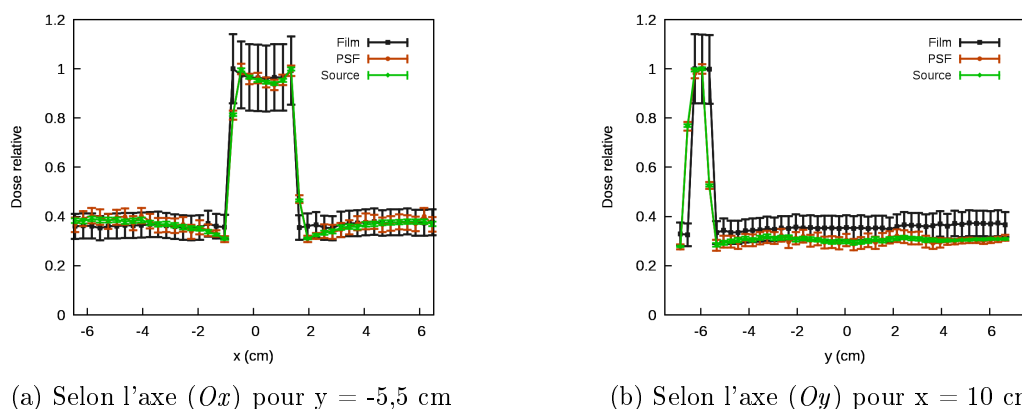 1.2
1
0.8
0.6
0.4
0.2
0
Dose relative
-6 -4 -2 0 2 4 6
x (cm)
Film
PSF
Source
(a) Selon l'axe (Ox) pour y = -5,5 cm
1.2
1
0.8
0.6
0.4
0.2
0
Dose relative
-6 -4 -2 0 2 4 6
y (cm)
Film
PSF
Source
(b) Selon l'axe (Oy) pour x = 10